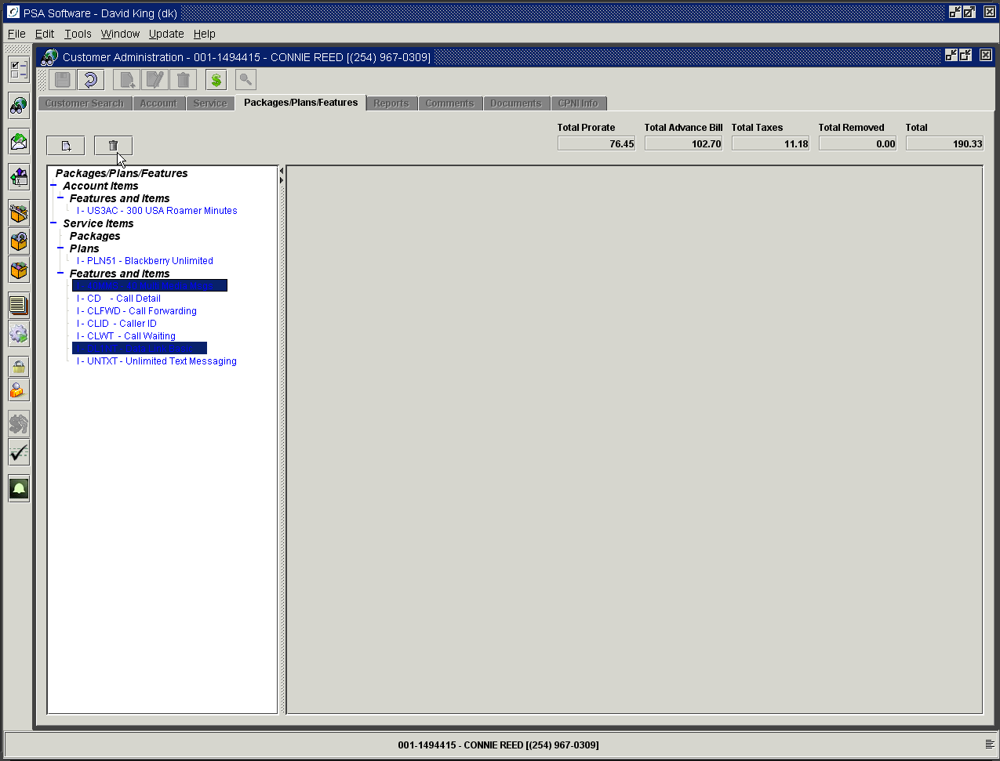 PSA Software - David King (dk)
File Edit Tools Window Update Help
Customer Administration - 001-1494415 - CONNIE REED [(254) 967-0309]
Customer Search Account Service Packages/Plans/Features Reports Comments Documents CPNI Info
Total Prorate Total Advance Bill Total Taxes Total Removed Total
76.45 102.70 11.18 0.00 190.33
Packages/Plans/Features
Account Items
Features and Items
I - US3AC - 300 USA Roamer Minutes
Service Items
Packages
Plans
I - PLN51 - Blackberry Unlimited
Features and Items
I - CD - Call Detail
I - CLFWD - Call Forwarding
I - CLID - Caller ID
I - CLWT - Call Waiting
I - UNTXT - Unlimited Text Messaging
001-1494415 - CONNIE REED [(254) 967-0309]